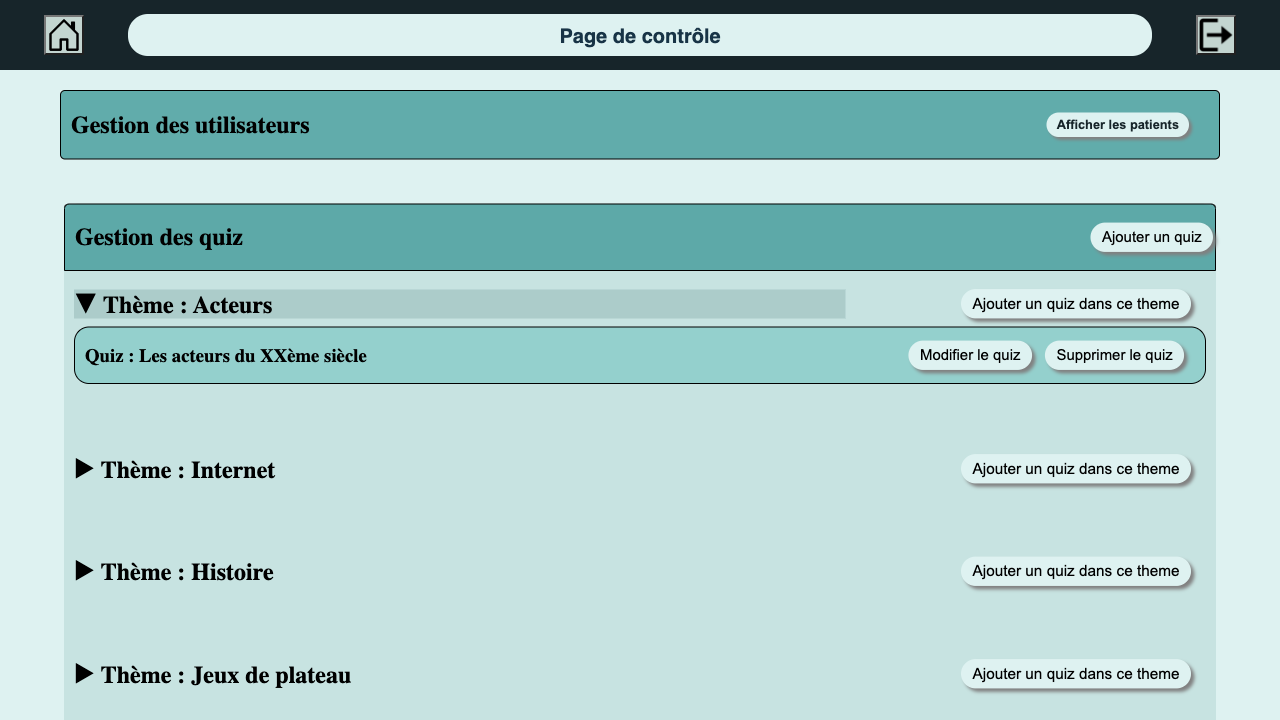 Page de contrôle
Gestion des utilisateurs
Afficher les patients
Gestion des quiz
Ajouter un quiz
Thème : Acteurs
Ajouter un quiz dans ce theme
Quiz : Les acteurs du XXème siècle
Modifier le quiz
Supprimer le quiz
Thème : Internet
Ajouter un quiz dans ce theme
Thème : Histoire
Ajouter un quiz dans ce theme
Thème : Jeux de plateau
Ajouter un quiz dans ce theme